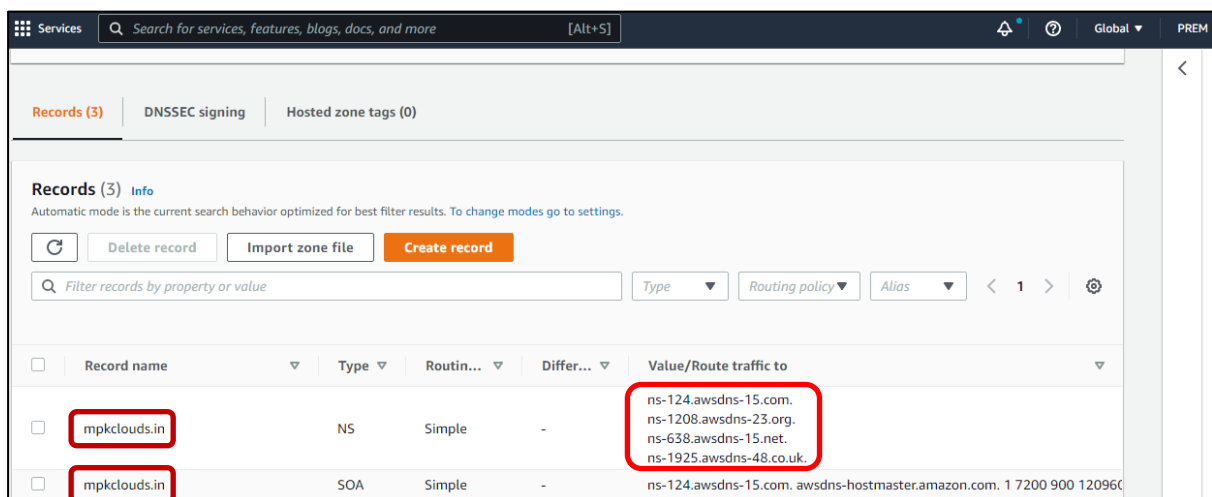 Services Search for services, features, blogs, docs, and more [Alt+S] Global PREM
Records (3) DNSSEC signing Hosted zone tags (0)
Records (3) Info
Automatic mode is the current search behavior optimized for best filter results. To change modes go to settings.
Delete record Import zone file Create record
Filter records by property or value Type Routing policy Alias 1
Record name Type Routin... Differ... Value/Route traffic to
mpkclouds.in NS Simple - ns-124.awsdns-15.com.
ns-1208.awsdns-23.org.
ns-638.awsdns-15.net.
ns-1925.awsdns-48.co.uk.
mpkclouds.in SOA Simple - ns-124.awsdns-15.com. awsdns-hostmaster.amazon.com. 1 7200 900 120960